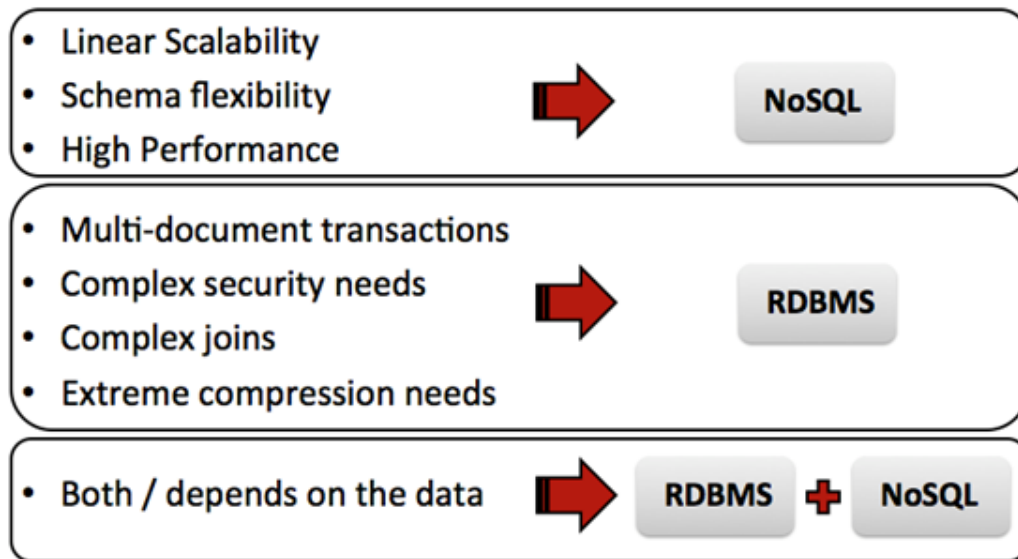 • Linear Scalability
• Schema flexibility
• High Performance
NoSQL
• Multi-document transactions
• Complex security needs
• Complex joins
• Extreme compression needs
RDBMS
• Both / depends on the data
RDBMS + NoSQL